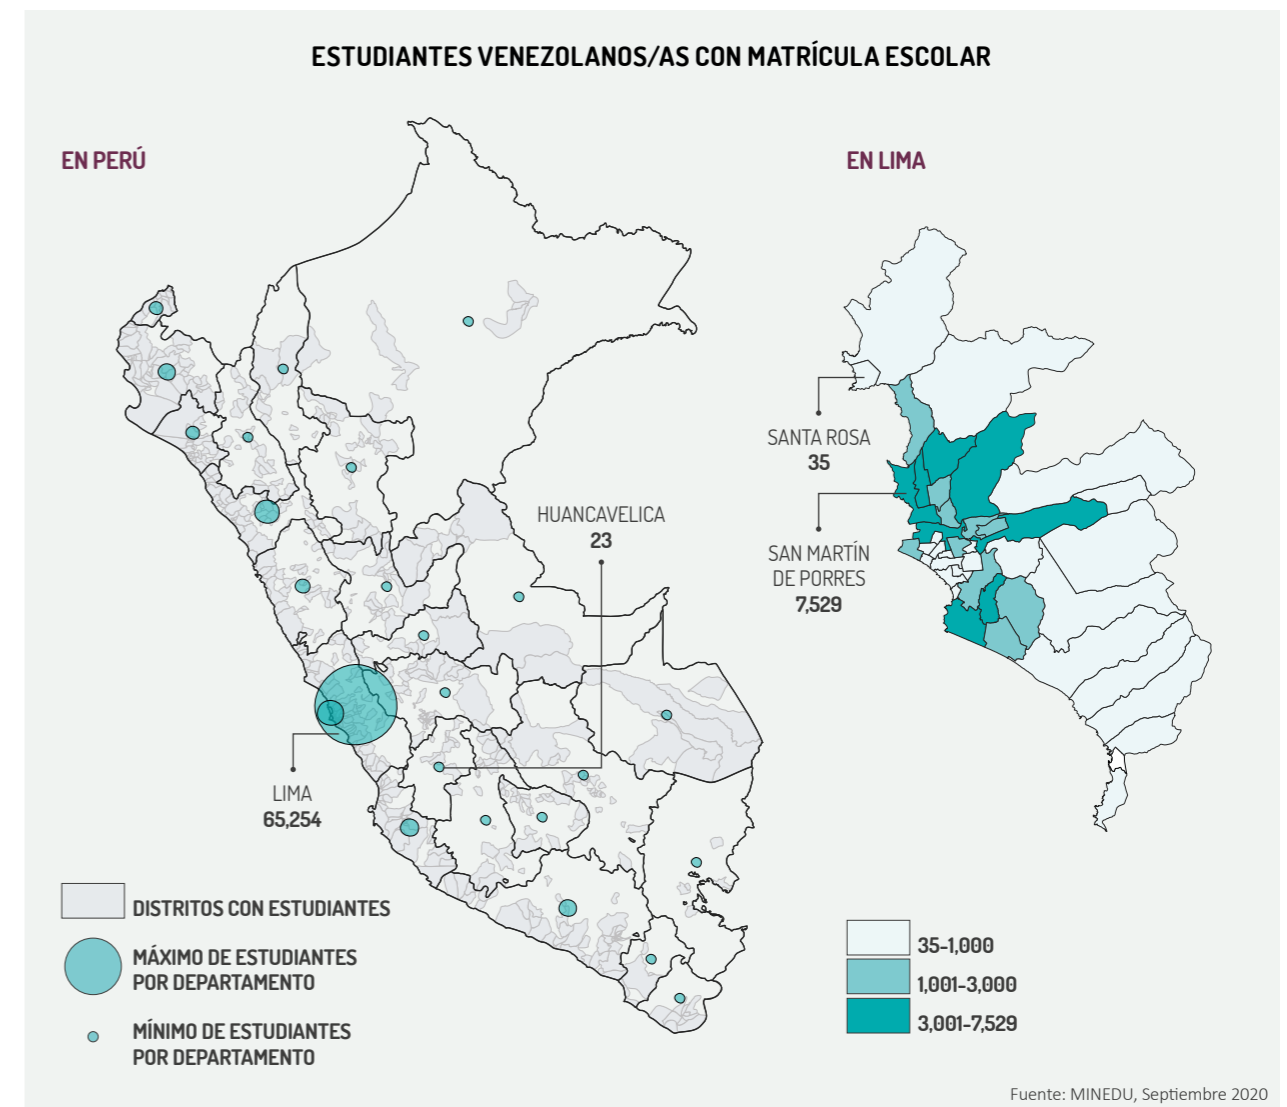 ESTUDIANTES VENEZOLANOS/AS CON MATRÍCULA ESCOLAR
EN PERÚ
HUANCAVELICA
23
LIMA
65,254
DISTRITOS CON ESTUDIANTES
MÁXIMO DE ESTUDIANTES
POR DEPARTAMENTO
MÍNIMO DE ESTUDIANTES
POR DEPARTAMENTO
EN LIMA
SANTA ROSA
35
SAN MARTÍN
DE PORRES
7,529
35-1,000
1,001-3,000
3,001-7,529
Fuente: MINEDU, Septiembre 2020